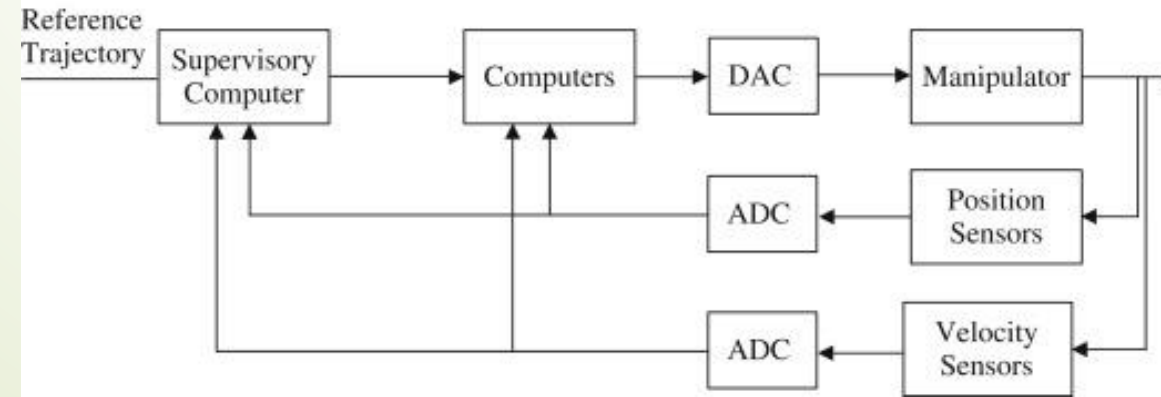 Reference
Trajectory
Supervisory
Computer
Computers
DAC
Manipulator
ADC
Position
Sensors
ADC
Velocity
Sensors